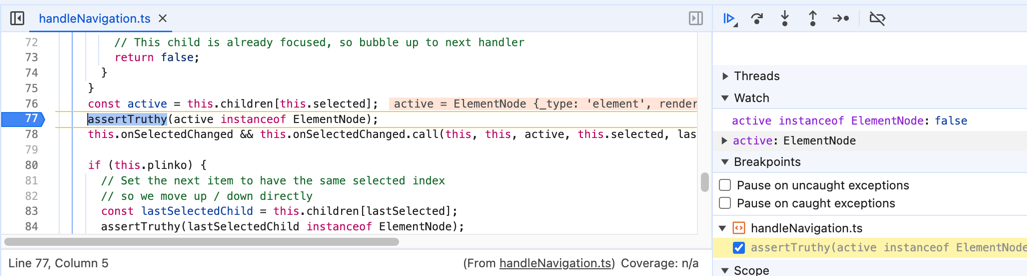 handleNavigation.ts
72 // This child is already focused, so bubble up to next handler
73 return false;
74 }
75 }
76 const active = this.children[this.selected]; active = ElementNode {_type: 'element', render
77 assertTruthy(active instanceof ElementNode);
78 this.onSelectedChanged && this.onSelectedChanged.call(this, this, active, this.selected, las
79
80 if (this.plinko) {
81 // Set the next item to have the same selected index
82 // so we move up / down directly
83 const lastSelectedChild = this.children[lastSelected];
84 assertTruthy(lastSelectedChild instanceof ElementNode);
Line 77, Column 5 (From handleNavigation.ts) Coverage: n/a
Threads
Watch
active instanceof ElementNode: false
active: ElementNode
Breakpoints
Pause on uncaught exceptions
Pause on caught exceptions
handleNavigation.ts
assertTruthy(active instanceof ElementNode
Scope